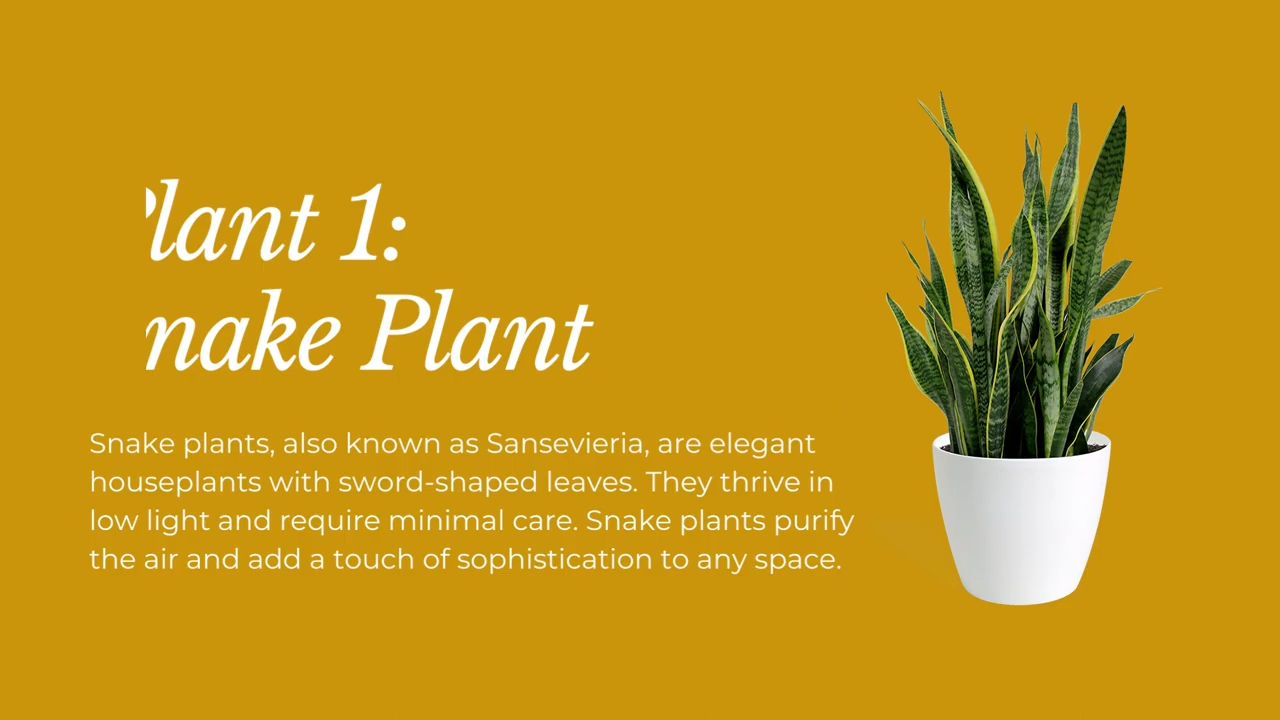 lant 1:
nake Plant
Snake plants, also known as Sansevieria, are elegant
houseplants with sword-shaped leaves. They thrive in
low light and require minimal care. Snake plants purify
the air and add a touch of sophistication to any space.